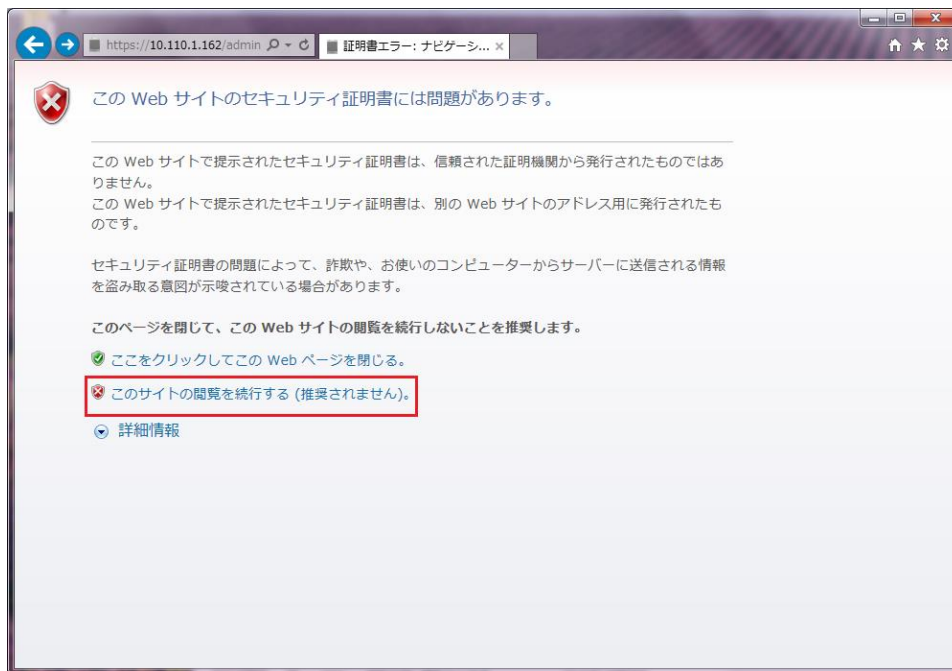 https://10.110.1.162/admin
証明書エラー: ナビゲーシ...
この Web サイトのセキュリティ証明書には問題があります。
この Web サイトで提示されたセキュリティ証明書は、信頼された証明機関から発行されたものではあ
りません。
この Web サイトで提示されたセキュリティ証明書は、別の Web サイトのアドレス用に発行されたも
のです。
セキュリティ証明書の問題によって、詐欺や、お使いのコンピューターからサーバーに送信される情報
を盗み取る意図が示唆されている場合があります。
このページを閉じて、この Web サイトの閲覧を続行しないことを推奨します。
ここをクリックしてこの Web ページを閉じる。
このサイトの閲覧を続行する (推奨されません)。
詳細情報